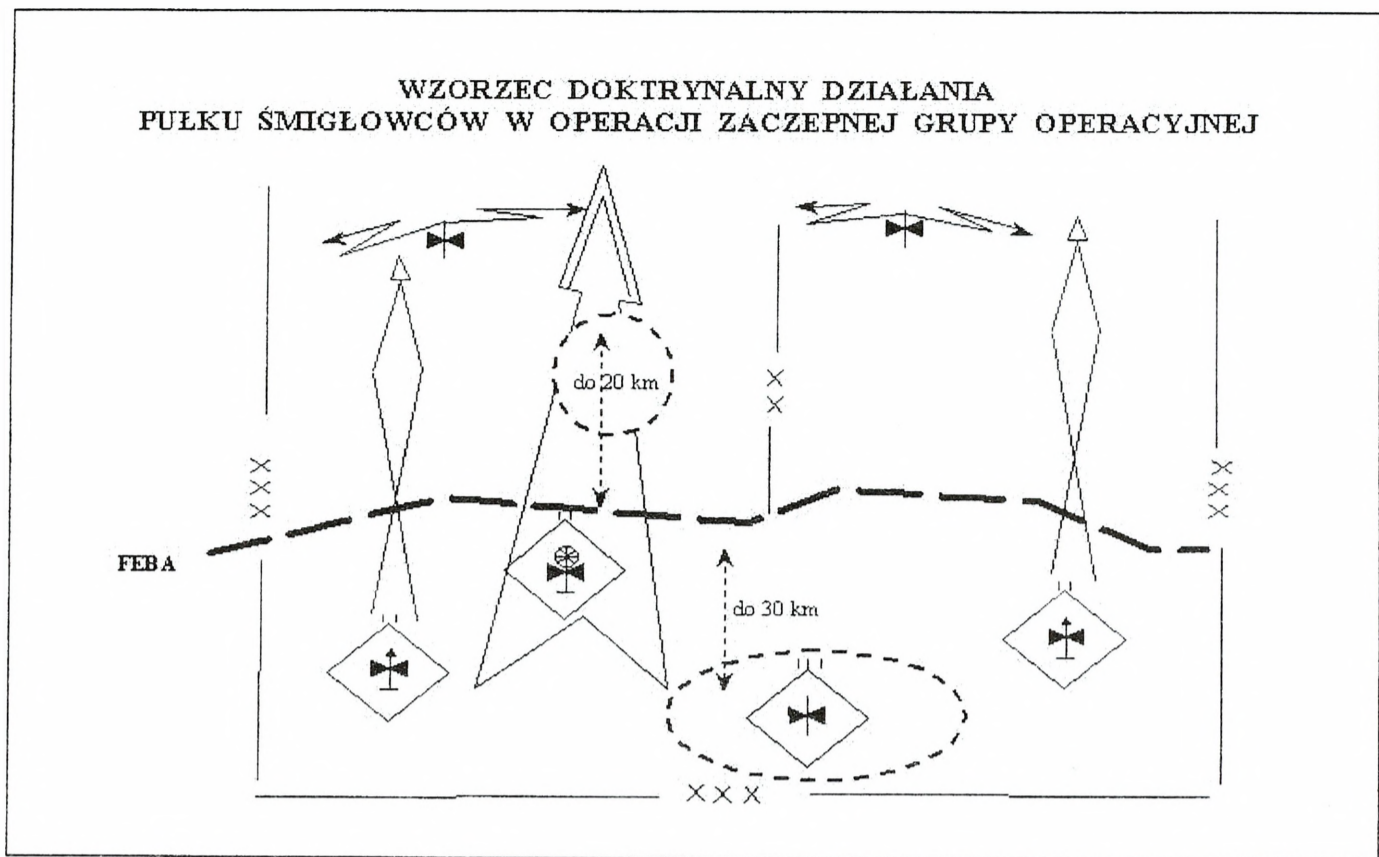 WZORZEC DOKTRYNALNY DZIAŁANIA
PUŁKU ŚMIGŁOWCÓW W OPERACJI ZACZEPNEJ GRUPY OPERACYJNEJ
do 20 km
X X
X X X
X X X
FEBA
do 30 km
X X X